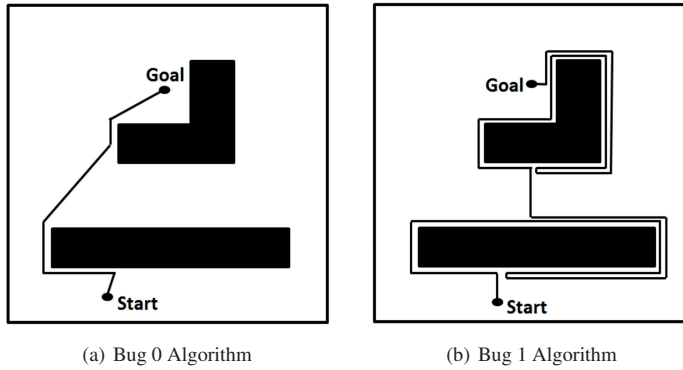 Goal
Start
(a) Bug 0 Algorithm
Goal
Start
(b) Bug 1 Algorithm